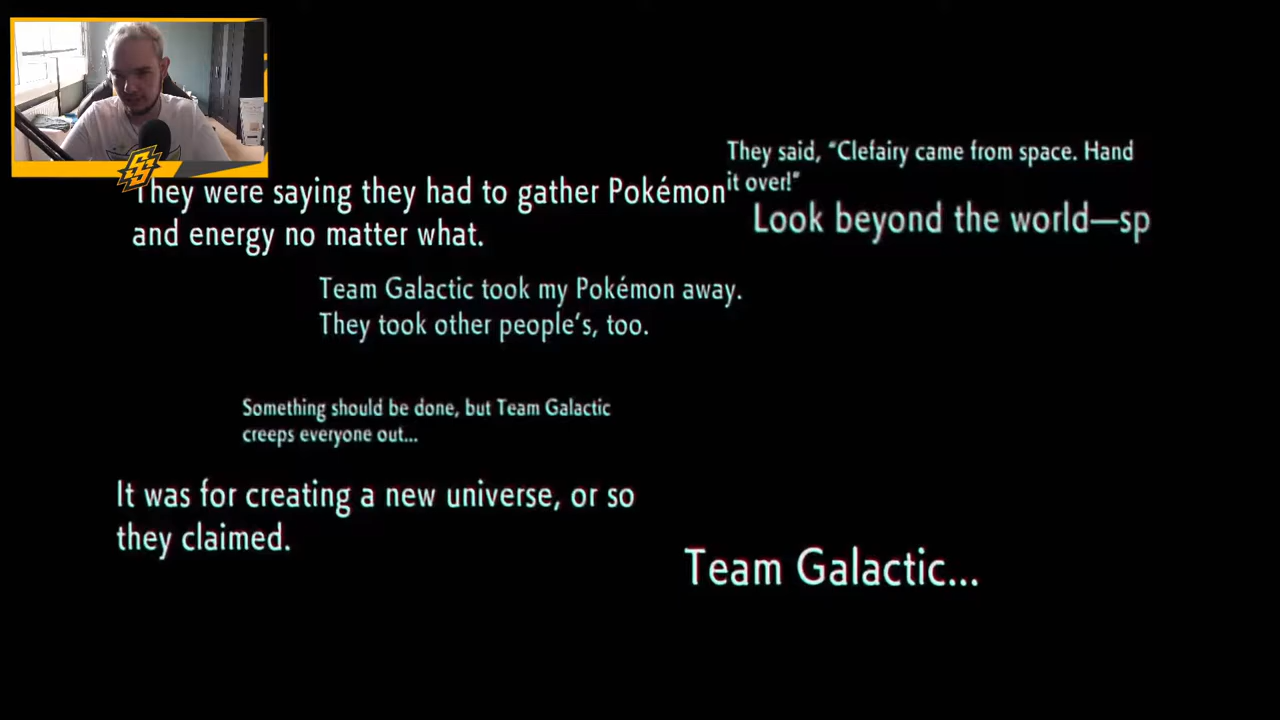 They said, "Clefairy came from space. Hand
it over!"
They were saying they had to gather Pokémon
and energy no matter what.
Look beyond the world—sp
Team Galactic took my Pokémon away.
They took other people's, too.
Something should be done, but Team Galactic
creeps everyone out...
It was for creating a new universe, or so
they claimed.
Team Galactic...